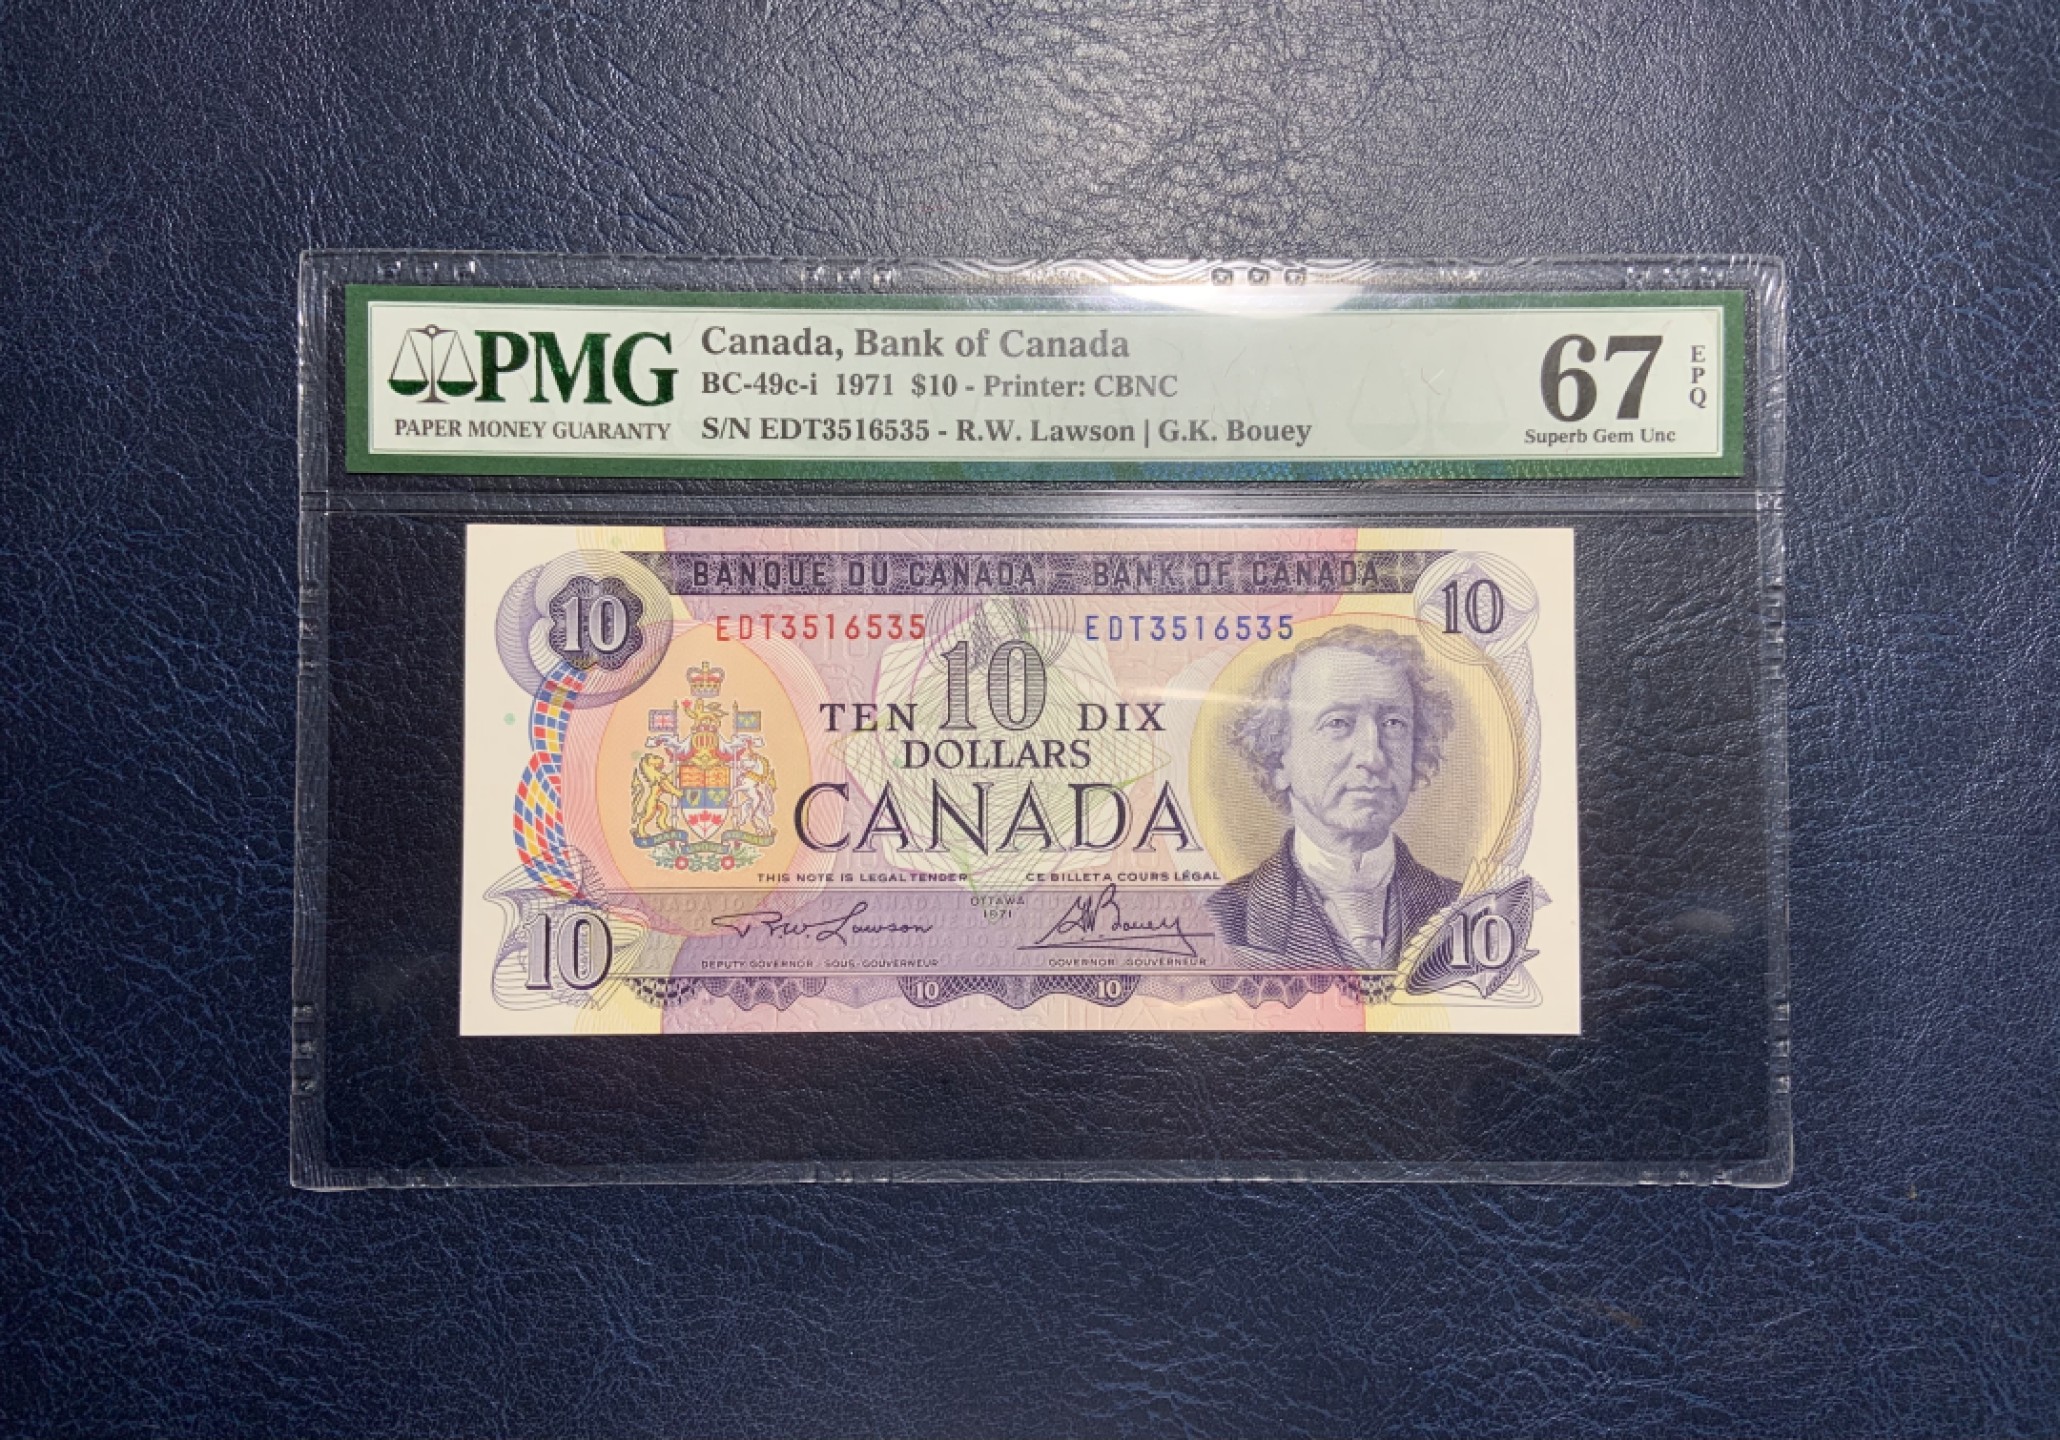 PMG
PAPER MONEY GUARANTY
Canada, Bank of Canada
BC-49c-i 1971 $10 - Printer: CBNC
S/N EDT3516535 - R.W. Lawson | G.K. Bouey
67
EPQ
Superb Gem Unc
BANQUE DU CANADA – BANK OF CANADA
10
10
EDT3516535 EDT3516535
10
TEN DIX
DOLLARS
CANADA
THIS NOTE IS LEGAL TENDER CE BILLET A COURS LÉGAL
OTTAWA
1971
R.W. Lawson
G.K. Bouey
DEPUTY GOVERNOR · SOUS-GOUVERNEUR
GOVERNOR · GOUVERNEUR
10
10
10
10